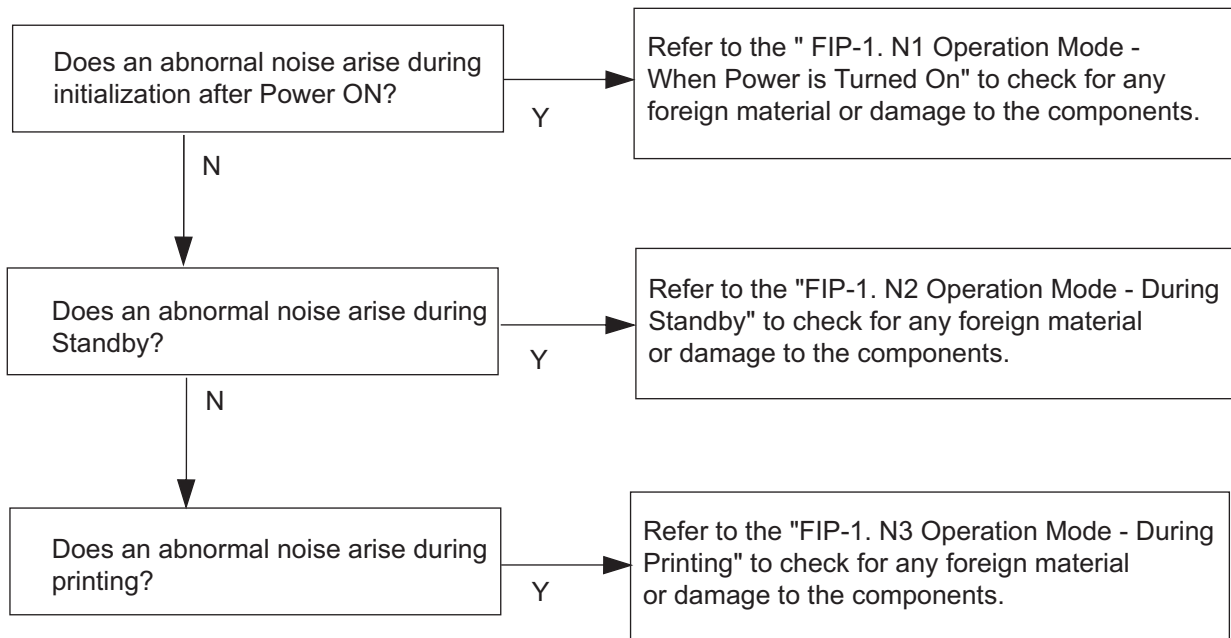 Does an abnornal noise arise during
initialization after Power ON?
Y
Refer to the " FIP-1. N1 Operation Mode -
When Power is Turned On" to check for any
foreign material or damage to the components.
N
Does an abnormal noise arise during
Standby?
Y
Refer to the "FIP-1. N2 Operation Mode - During
Standby" to check for any foreign material
or damage to the components.
N
Does an abnormal noise arise during
printing?
Y
Refer to the "FIP-1. N3 Operation Mode - During
Printing" to check for any foreign material
or damage to the components.